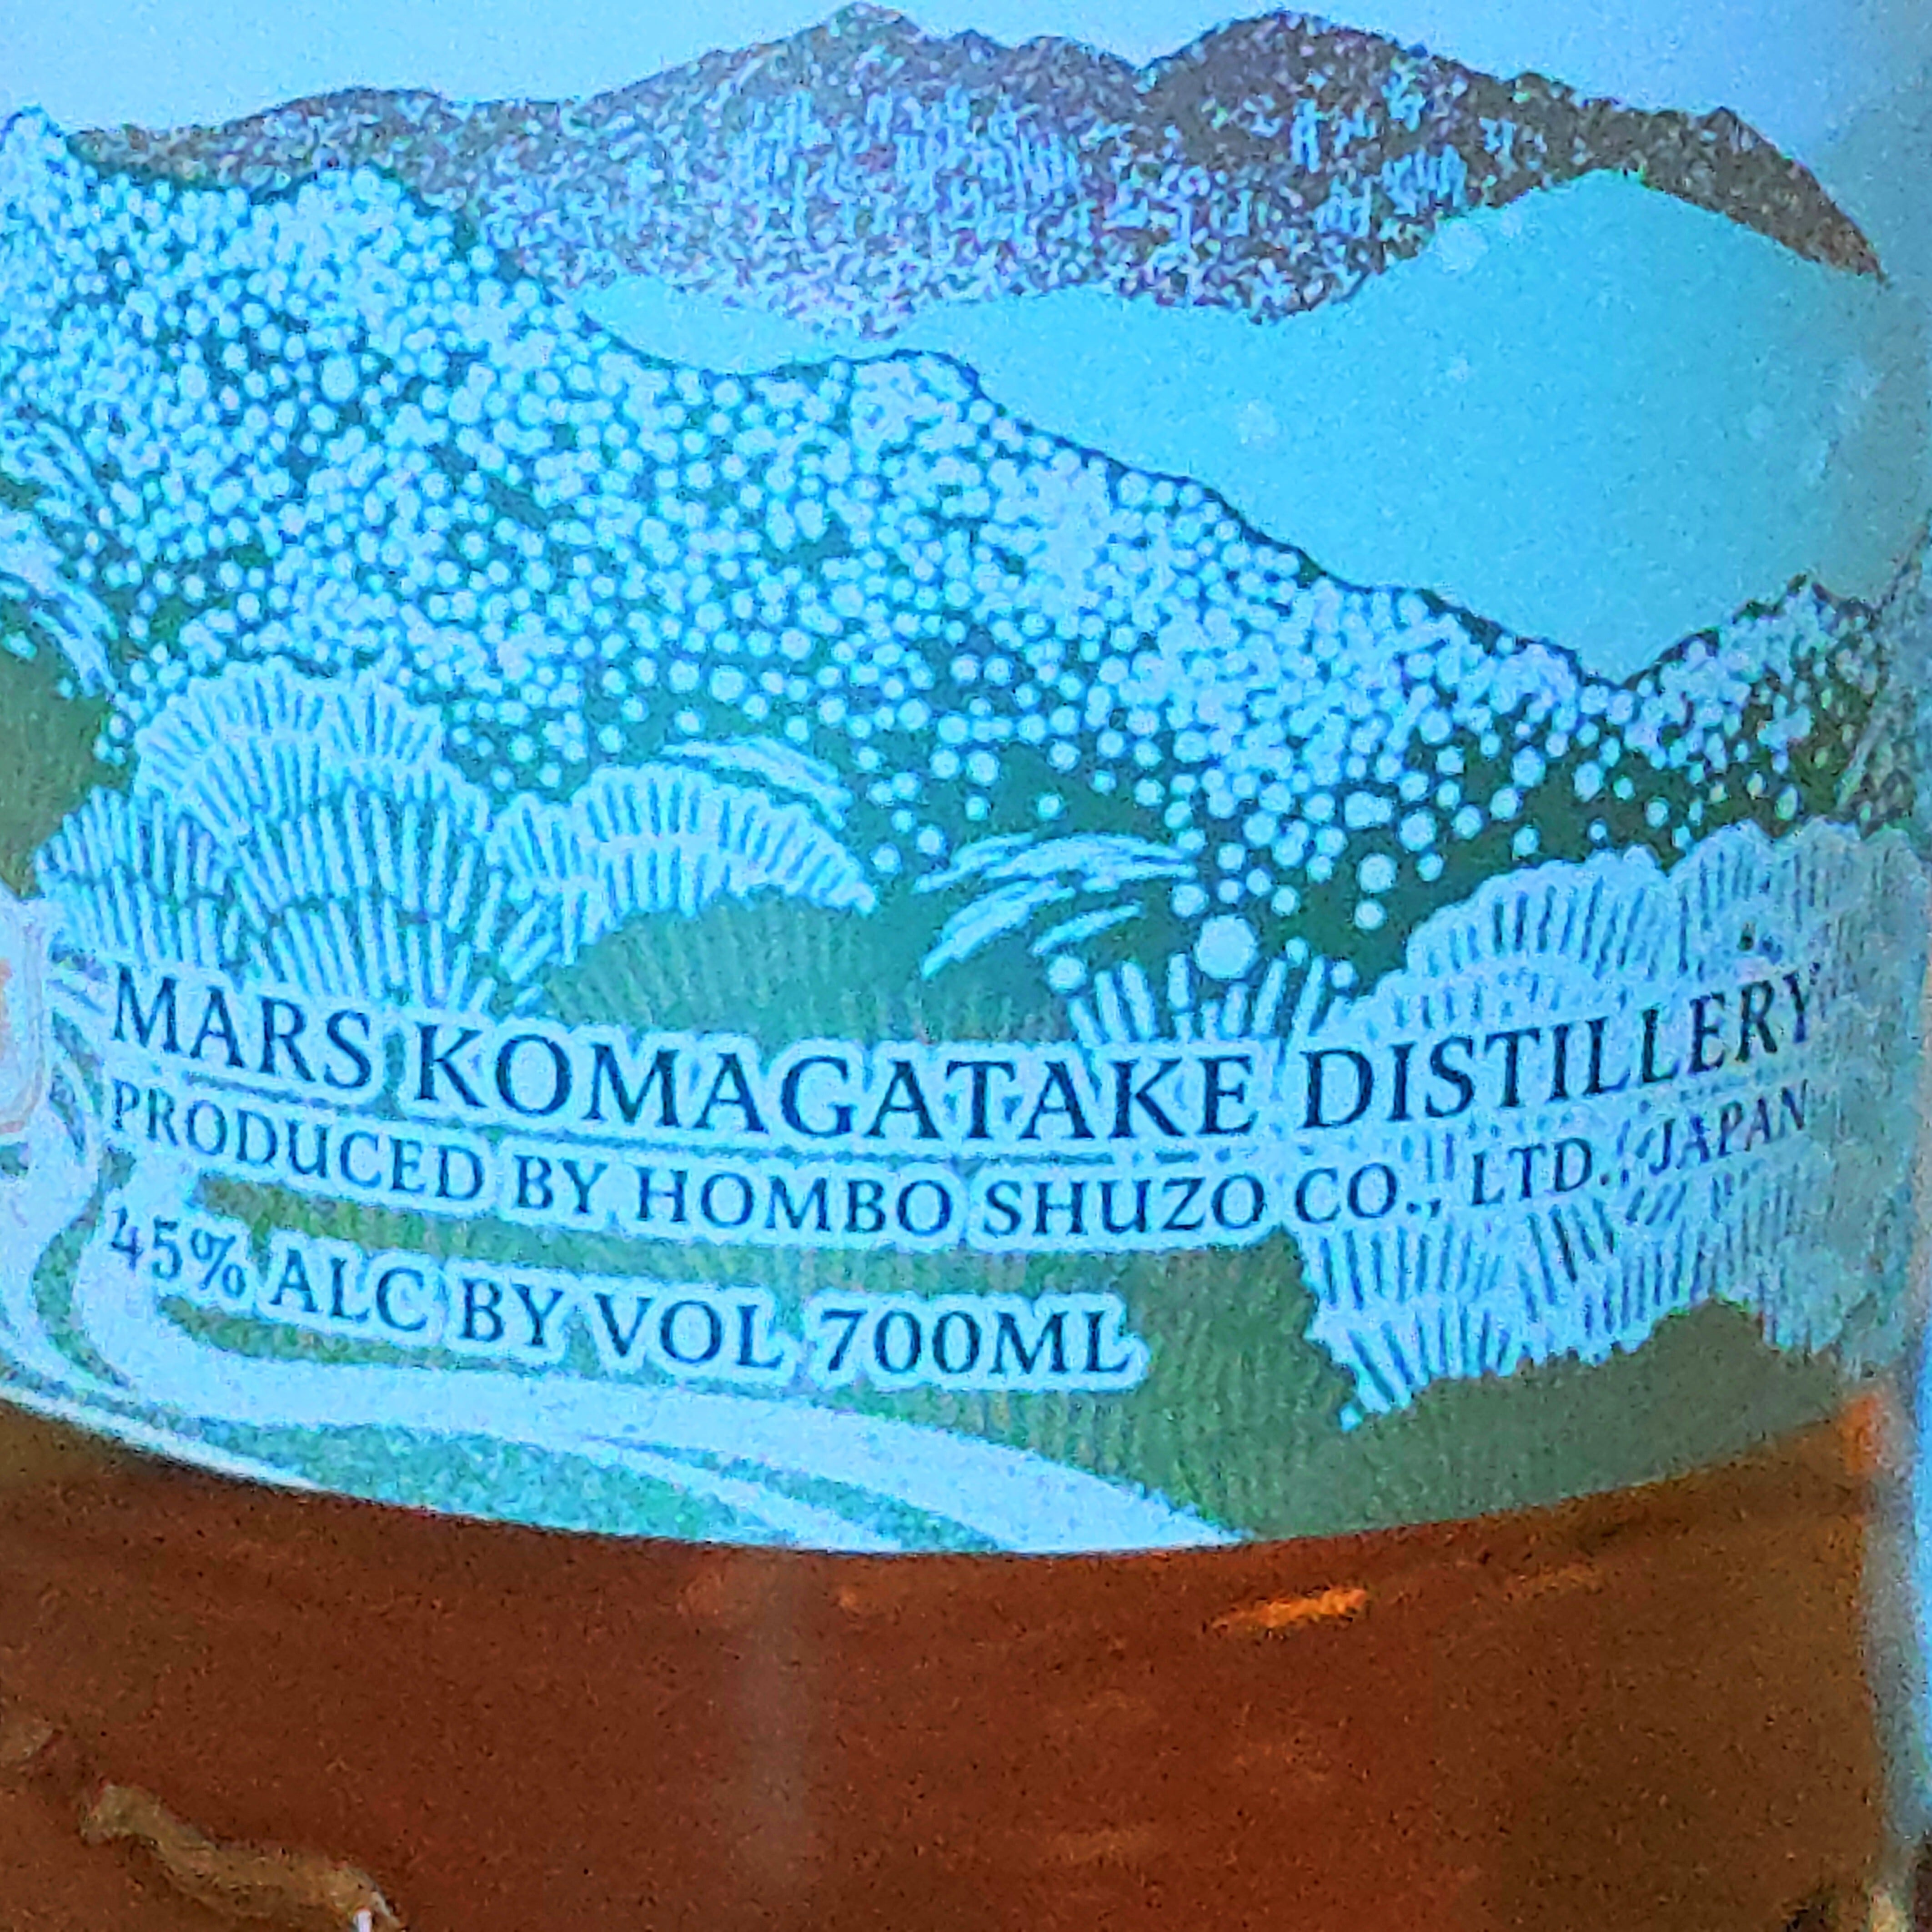 MARS KOMAGATAKE DISTILLERY
PRODUCED BY HOMBO SHUZO CO., LTD., JAPAN
45% ALC BY VOL 700ML